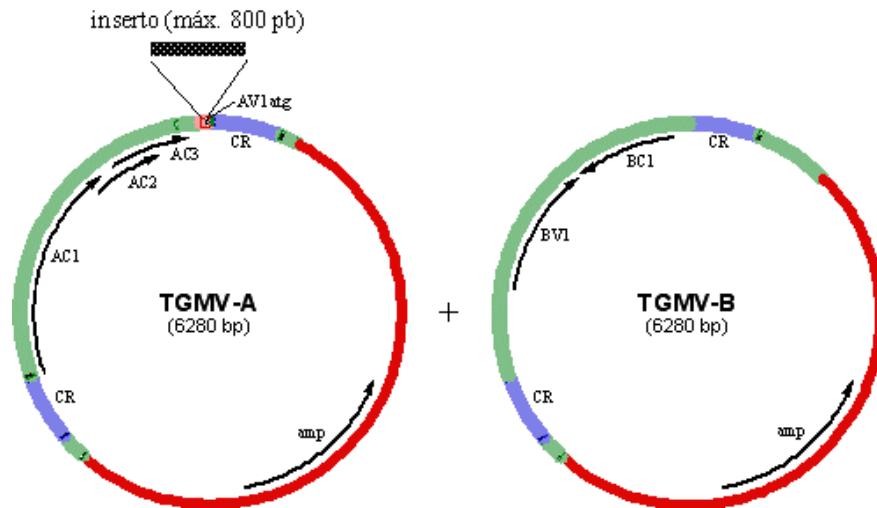 inserto (máx. 800 pb)
AV1atg
CR
AC3
AC2
AC1
TGMV-A
(6280 bp)
CR
amp
+
CR
BC1
BV1
TGMV-B
(6280 bp)
CR
amp